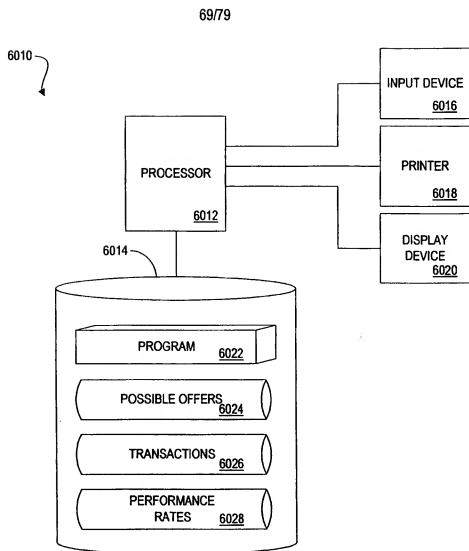 69/79
6010
INPUT DEVICE
6016
PROCESSOR
6012
PRINTER
6018
DISPLAY
DEVICE
6020
6014
PROGRAM
6022
POSSIBLE OFFERS
6024
TRANSACTIONS
6026
PERFORMANCE
RATES
6028